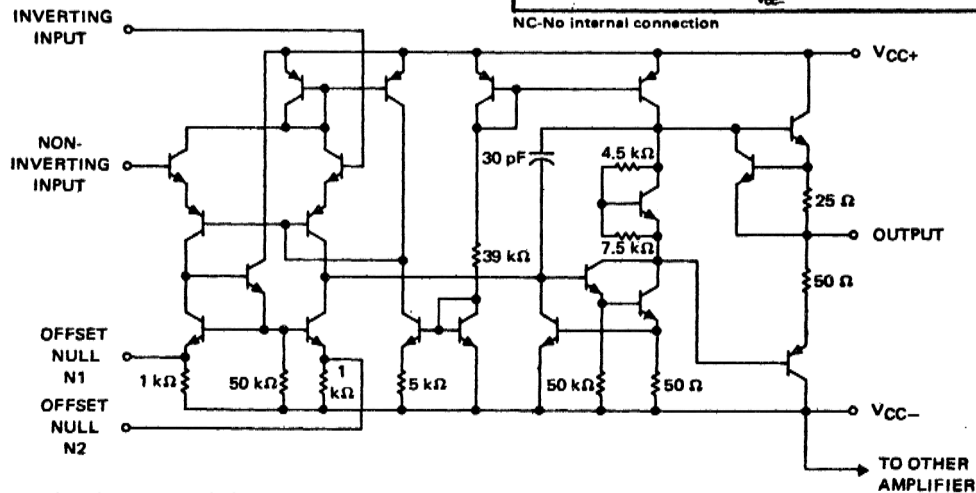 NC-No internal connection
INVERTING
INPUT
VCC+
NON-
INVERTING
INPUT
30 pF
4.5 kΩ
25 Ω
7.5 kΩ
OUTPUT
39 kΩ
50 Ω
OFFSET
NULL
N1
1 kΩ
50 kΩ
1
kΩ
5 kΩ
50 kΩ
50 Ω
OFFSET
NULL
N2
VCC−
TO OTHER
AMPLIFIER